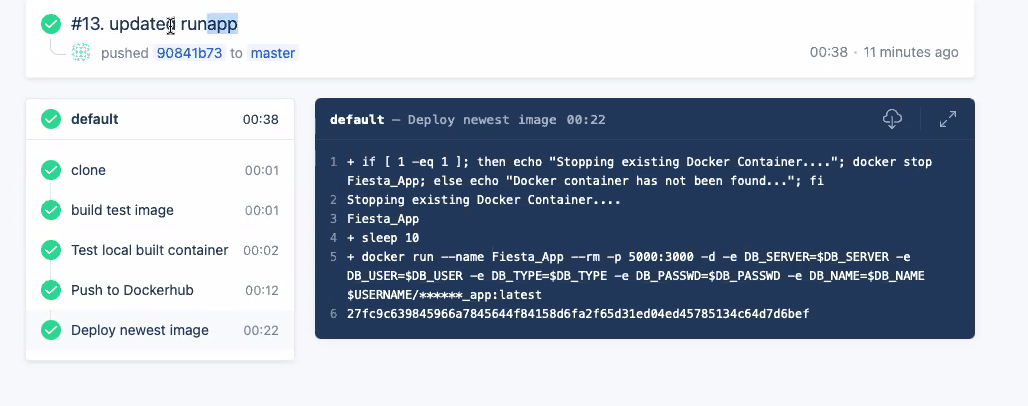 #13. updated runapp
pushed 90841b73 to master
00:38 • 11 minutes ago
default 00:38
clone 00:01
build test image 00:01
Test local built container 00:02
Push to Dockerhub 00:12
Deploy newest image 00:22
default — Deploy newest image 00:22
1 + if [ 1 -eq 1 ]; then echo "Stopping existing Docker Container...."; docker stop
Fiesta_App; else echo "Docker container has not been found..."; fi
2 Stopping existing Docker Container....
3 Fiesta_App
4 + sleep 10
5 + docker run --name Fiesta_App --rm -p 5000:3000 -d -e DB_SERVER=$DB_SERVER -e
DB_USER=$DB_USER -e DB_TYPE=$DB_TYPE -e DB_PASSWD=$DB_PASSWD -e DB_NAME=$DB_NAME
$USERNAME/******_app:latest
6 27fc9c639845966a7845644f84158d6fa2f65d31ed04ed45785134c64d7d6bef